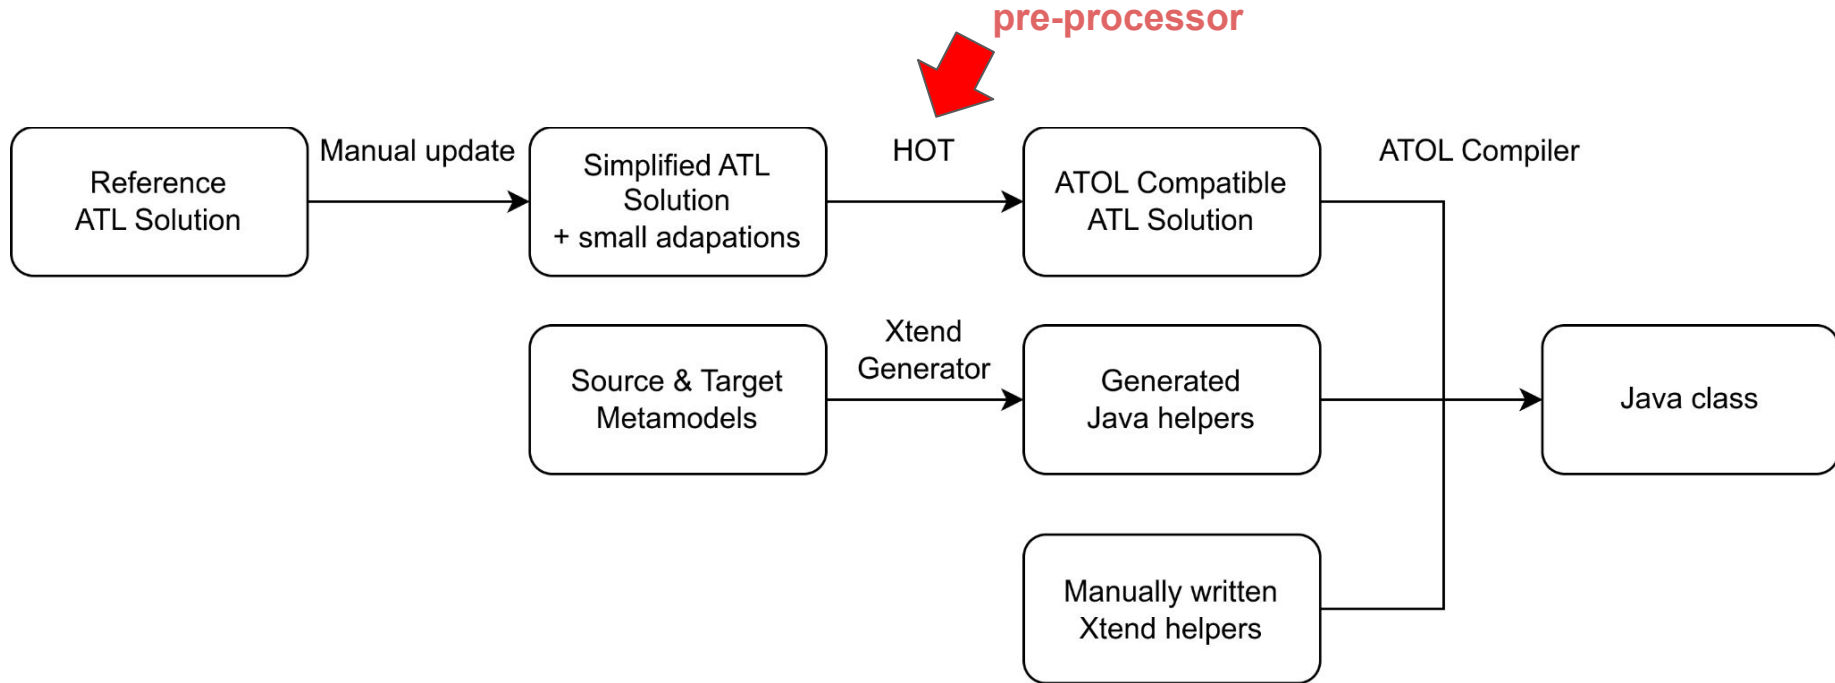 pre-processor
Manual update
HOT
ATOL Compiler
Reference
ATL Solution
Simplified ATL
Solution
+ small adapations
ATOL Compatible
ATL Solution
Xtend
Generator
Source & Target
Metamodels
Generated
Java helpers
Java class
Manually written
Xtend helpers